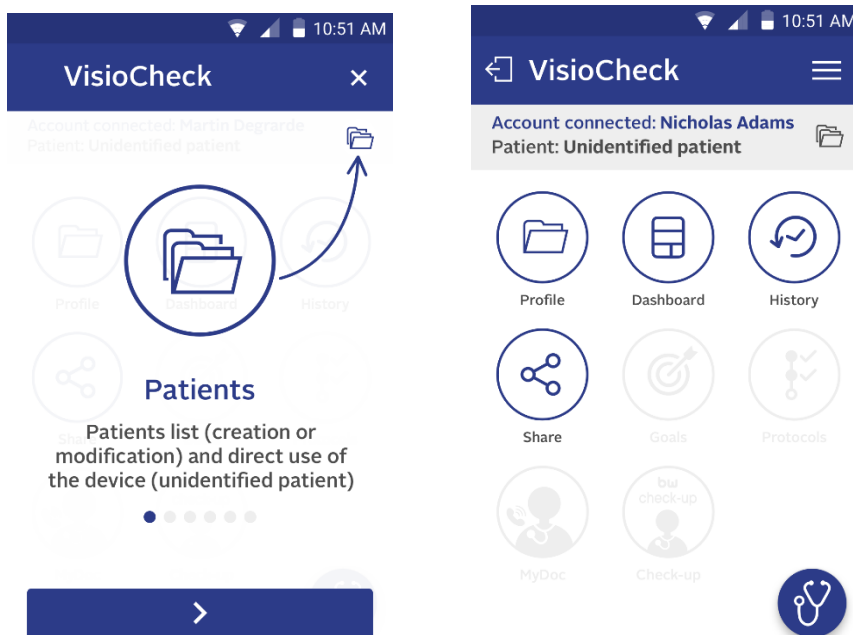 10:51 AM
VisioCheck
Account connected: Martin Degrarde
Patient: Unidentified patient
Profile
Dashboard
History
Patients
Patients list (creation or
modification) and direct use of
the device (unidentified patient)
10:51 AM
VisioCheck
Account connected: Nicholas Adams
Patient: Unidentified patient
Profile
Dashboard
History
Share
Goals
Protocols
bw
check-up
MyDoc
Check-up